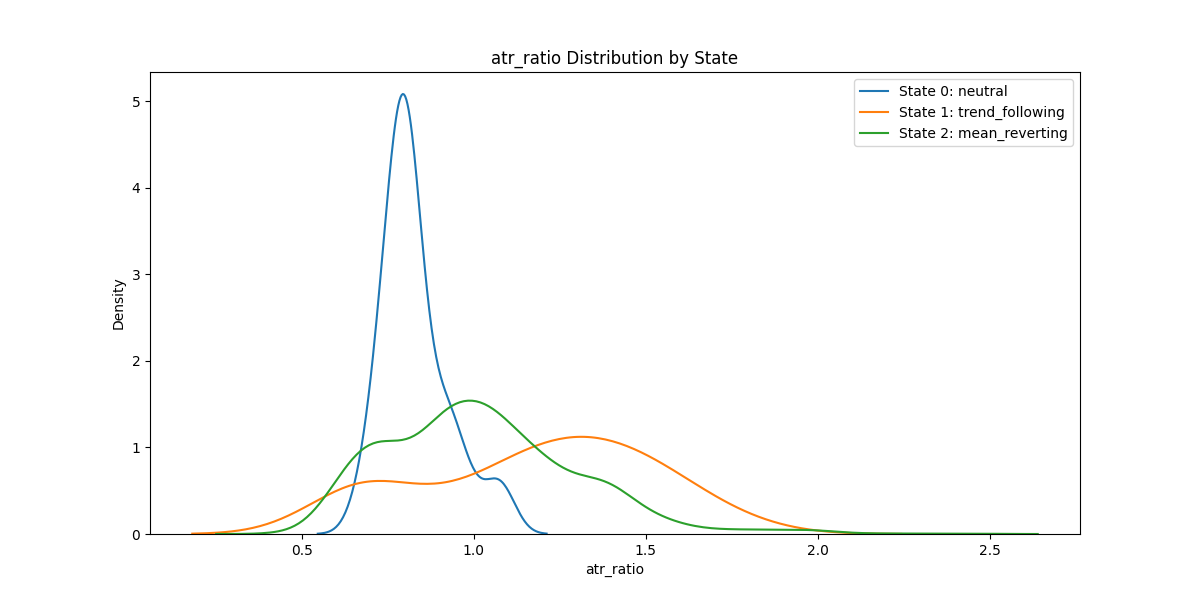 atr_ratio Distribution by State
State 0: neutral
State 1: trend_following
State 2: mean_reverting
Density
5
4
3
2
1
0
0.5 1.0 1.5 2.0 2.5
atr_ratio